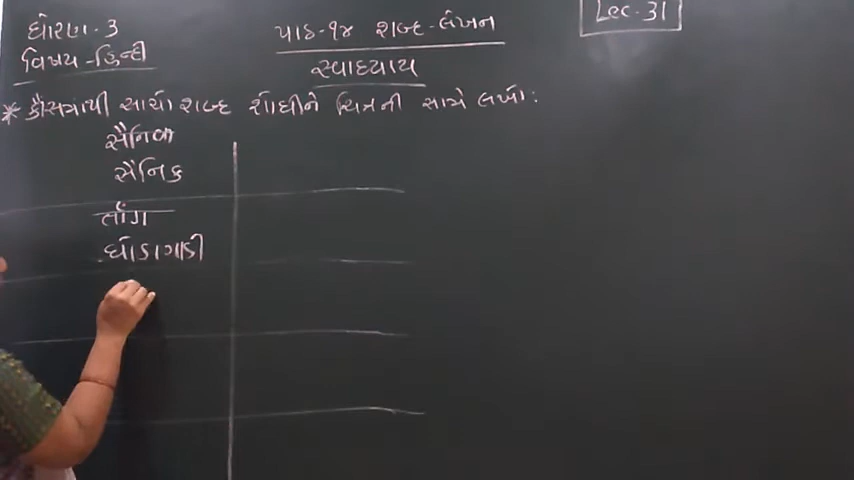 ધોરણ - 3
પાઠ - ૧૪ શબ્દ - લેખન
Lec - 31
વિષય - હિન્દી
સ્વાધ્યાય
* કૌંસમાંથી સાચા શબ્દ શોધીને ચિત્રની સામે લખો :
સૈનિક
ઘોડાગાડી